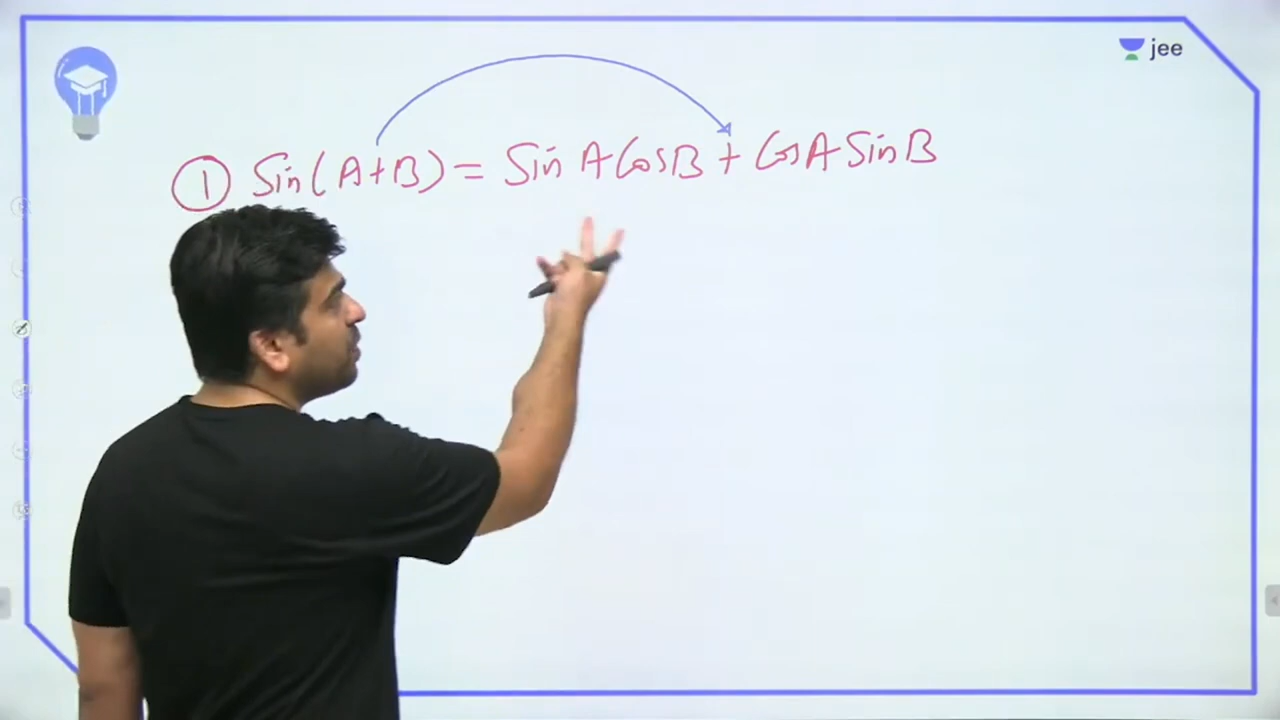 jee
① Sin(A+B) = Sin A Cos B + Cos A Sin B